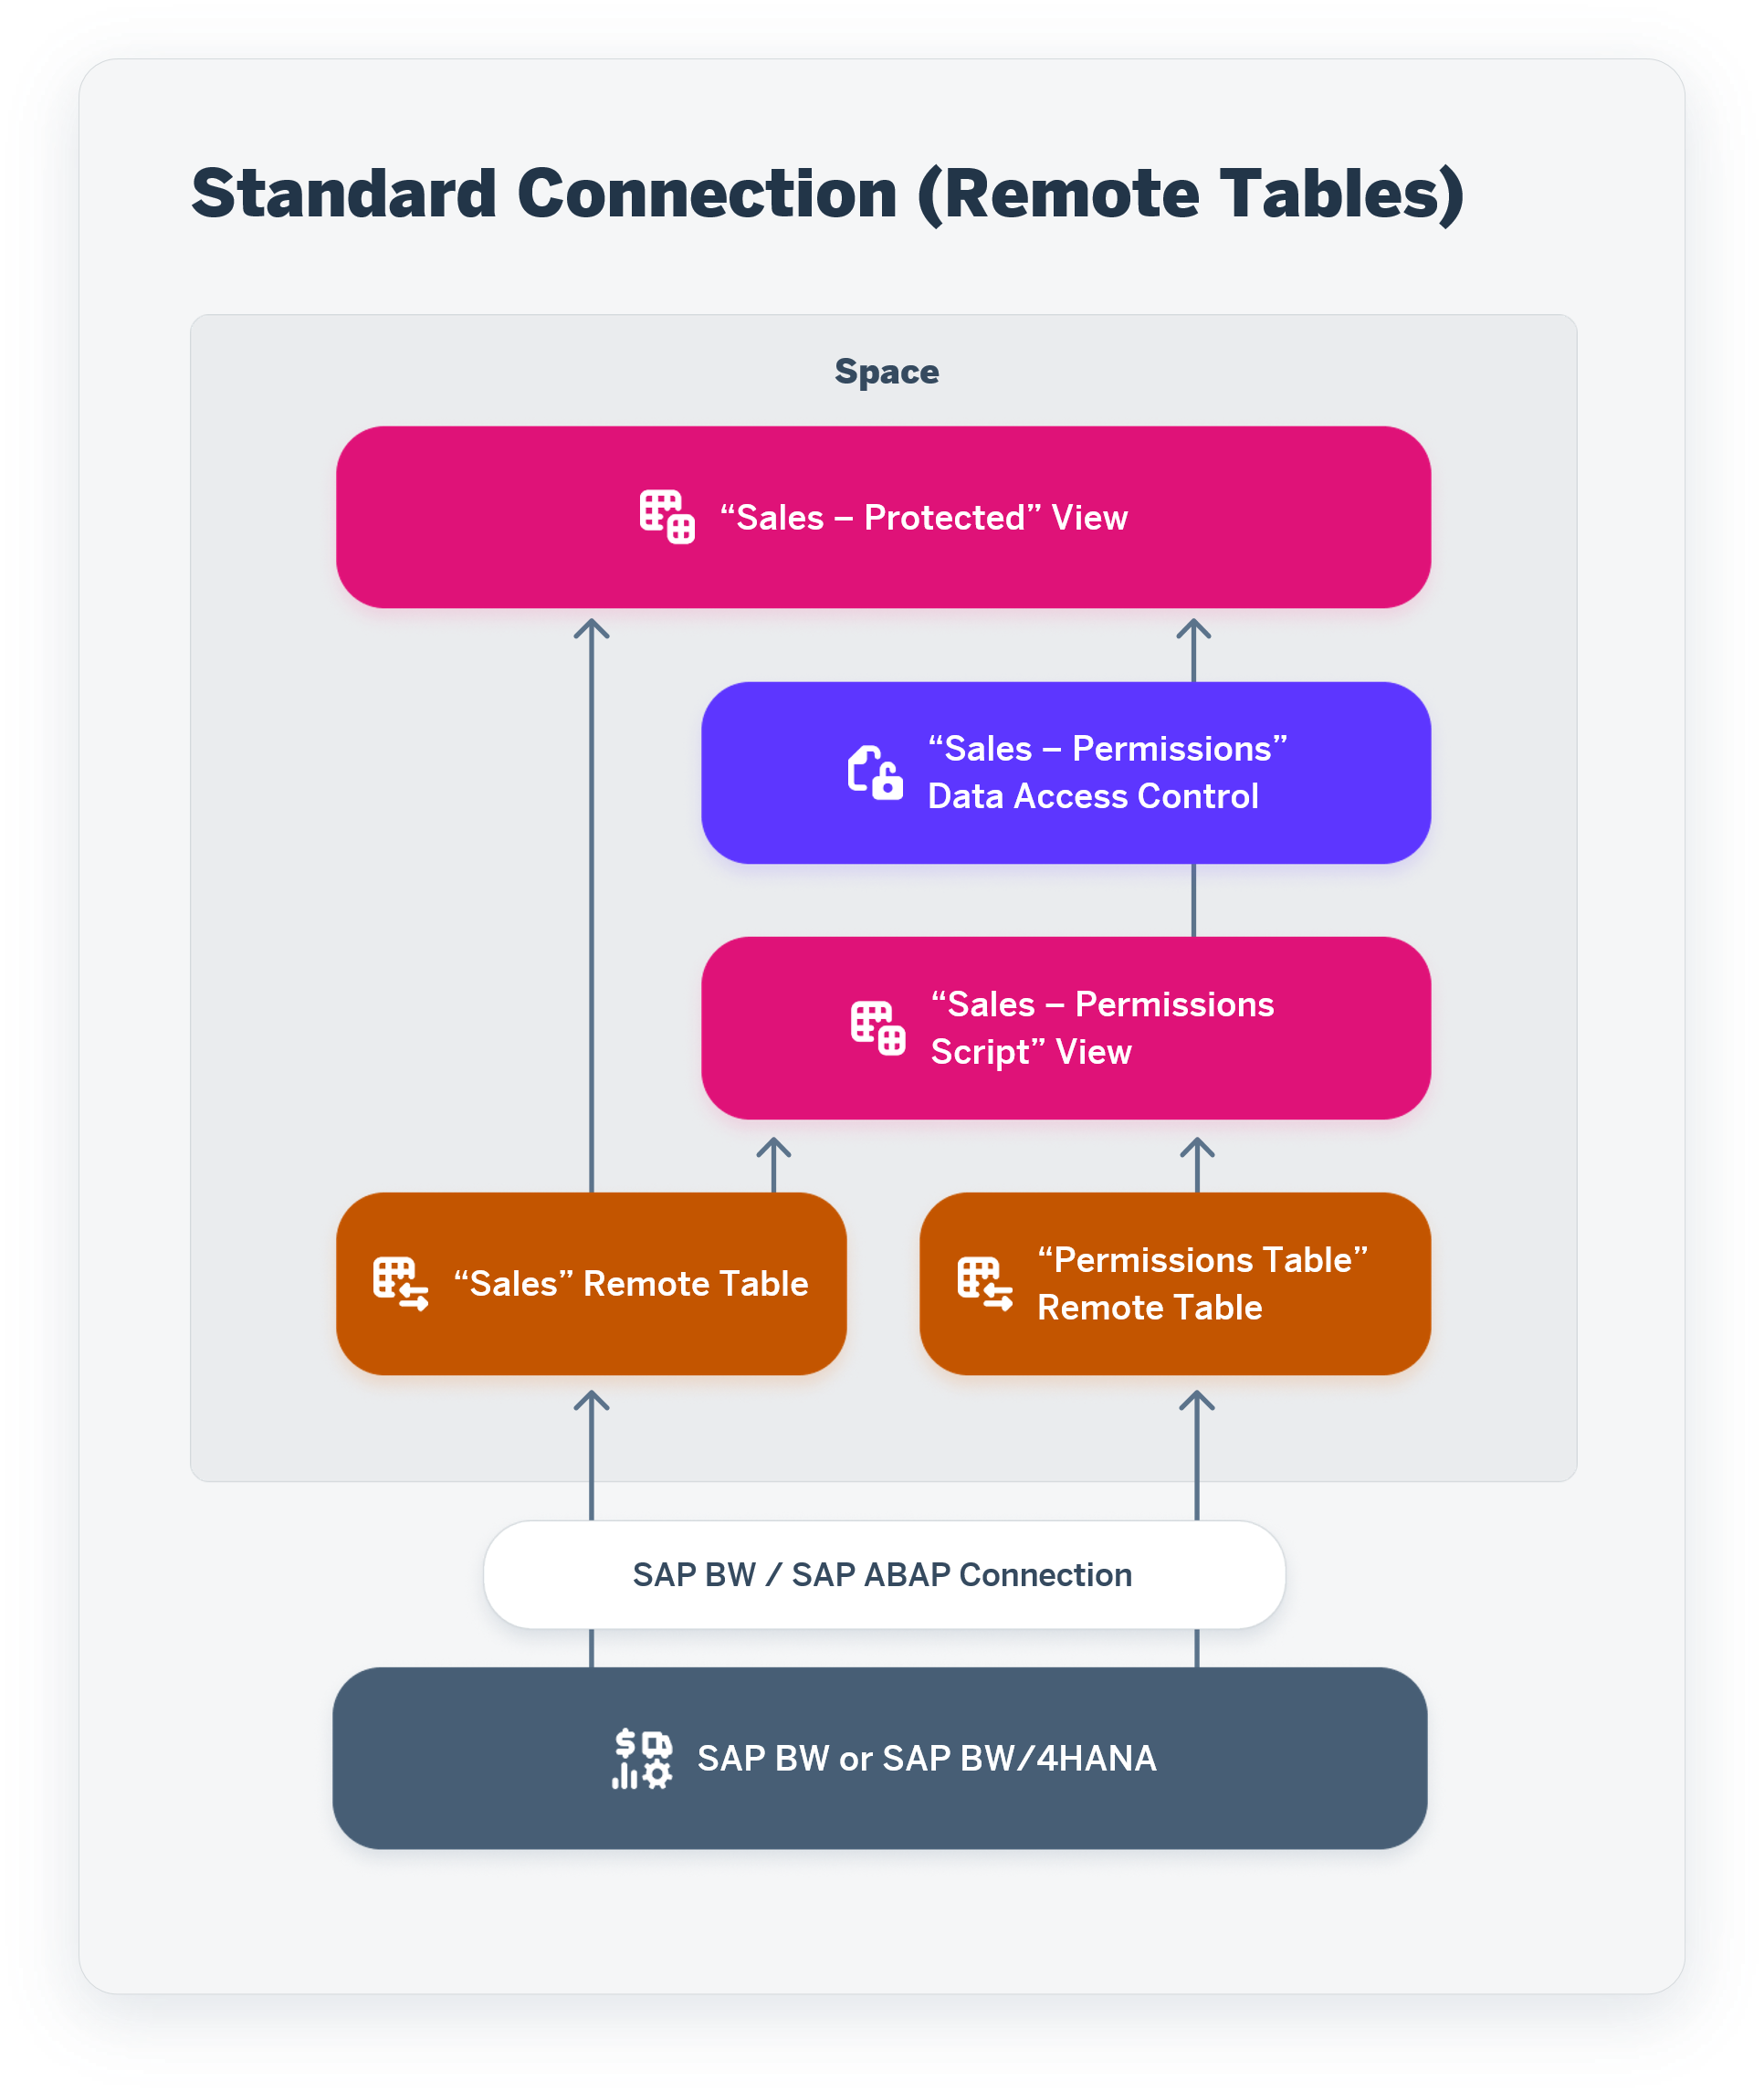 Standard Connection (Remote Tables)
Space
“Sales – Protected” View
“Sales – Permissions”
Data Access Control
“Sales – Permissions
Script” View
“Sales” Remote Table
“Permissions Table”
Remote Table
SAP BW / SAP ABAP Connection
SAP BW or SAP BW/4HANA